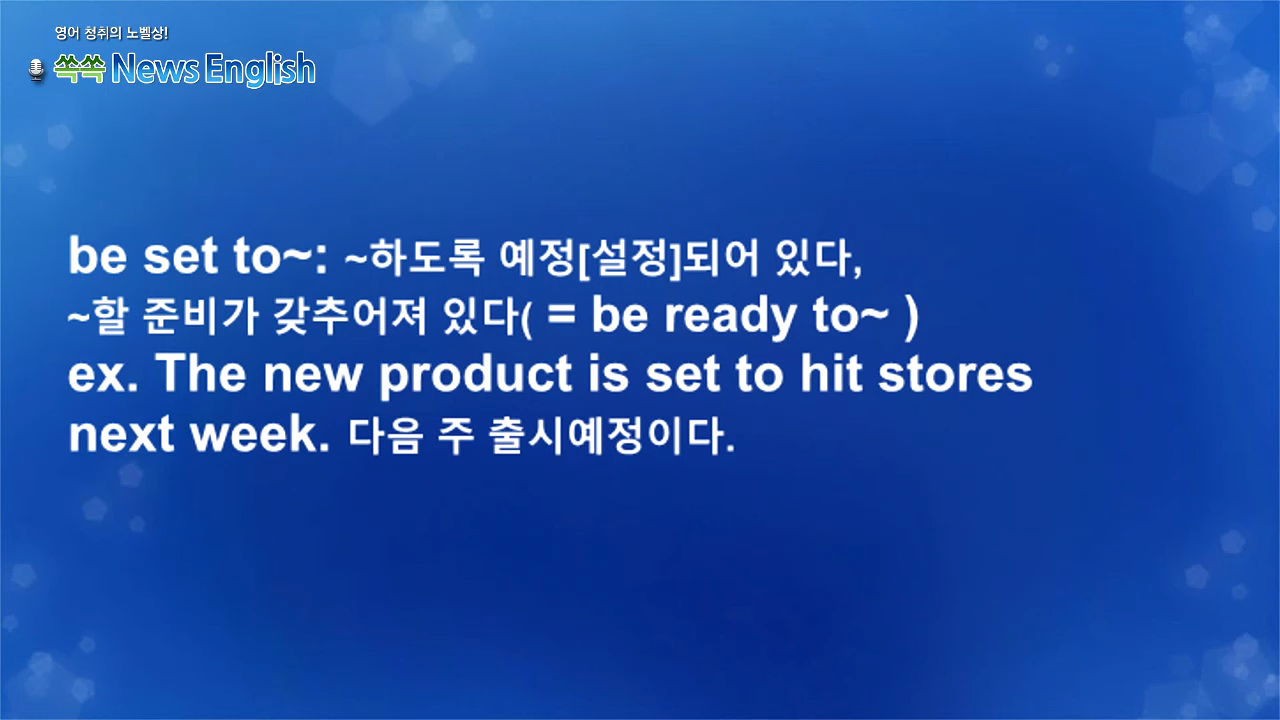 영어 청취의 노벨상!
쏙쏙 News English
be set to~: ~하도록 예정[설정]되어 있다,
~할 준비가 갖추어져 있다( = be ready to~ )
ex. The new product is set to hit stores
next week. 다음 주 출시예정이다.